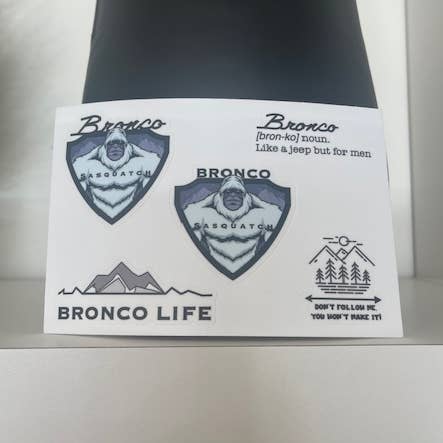 Bronco
SASQUATCH
Bronco
[bron-ko] noun.
Like a jeep but for men
BRONCO
SASQUATCH
BRONCO LIFE
DON'T FOLLOW ME,
YOU WON'T MAKE IT!